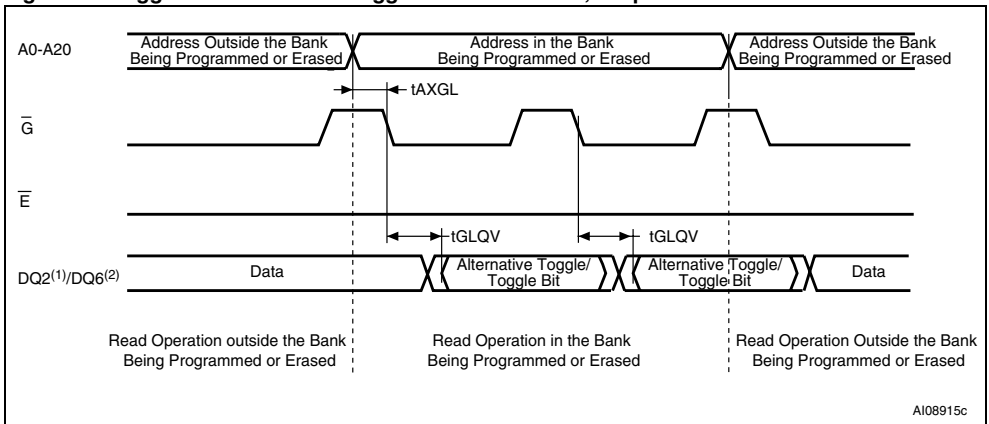 A0-A20
Address Outside the Bank
Being Programmed or Erased
Address in the Bank
Being Programmed or Erased
Address Outside the Bank
Being Programmed or Erased
tAXGL
G
E
tGLQV
tGLQV
DQ2(1)/DQ6(2)
Data
Alternative Toggle/
Toggle Bit
Alternative Toggle/
Toggle Bit
Data
Read Operation outside the Bank
Being Programmed or Erased
Read Operation in the Bank
Being Programmed or Erased
Read Operation Outside the Bank
Being Programmed or Erased
AI08915c